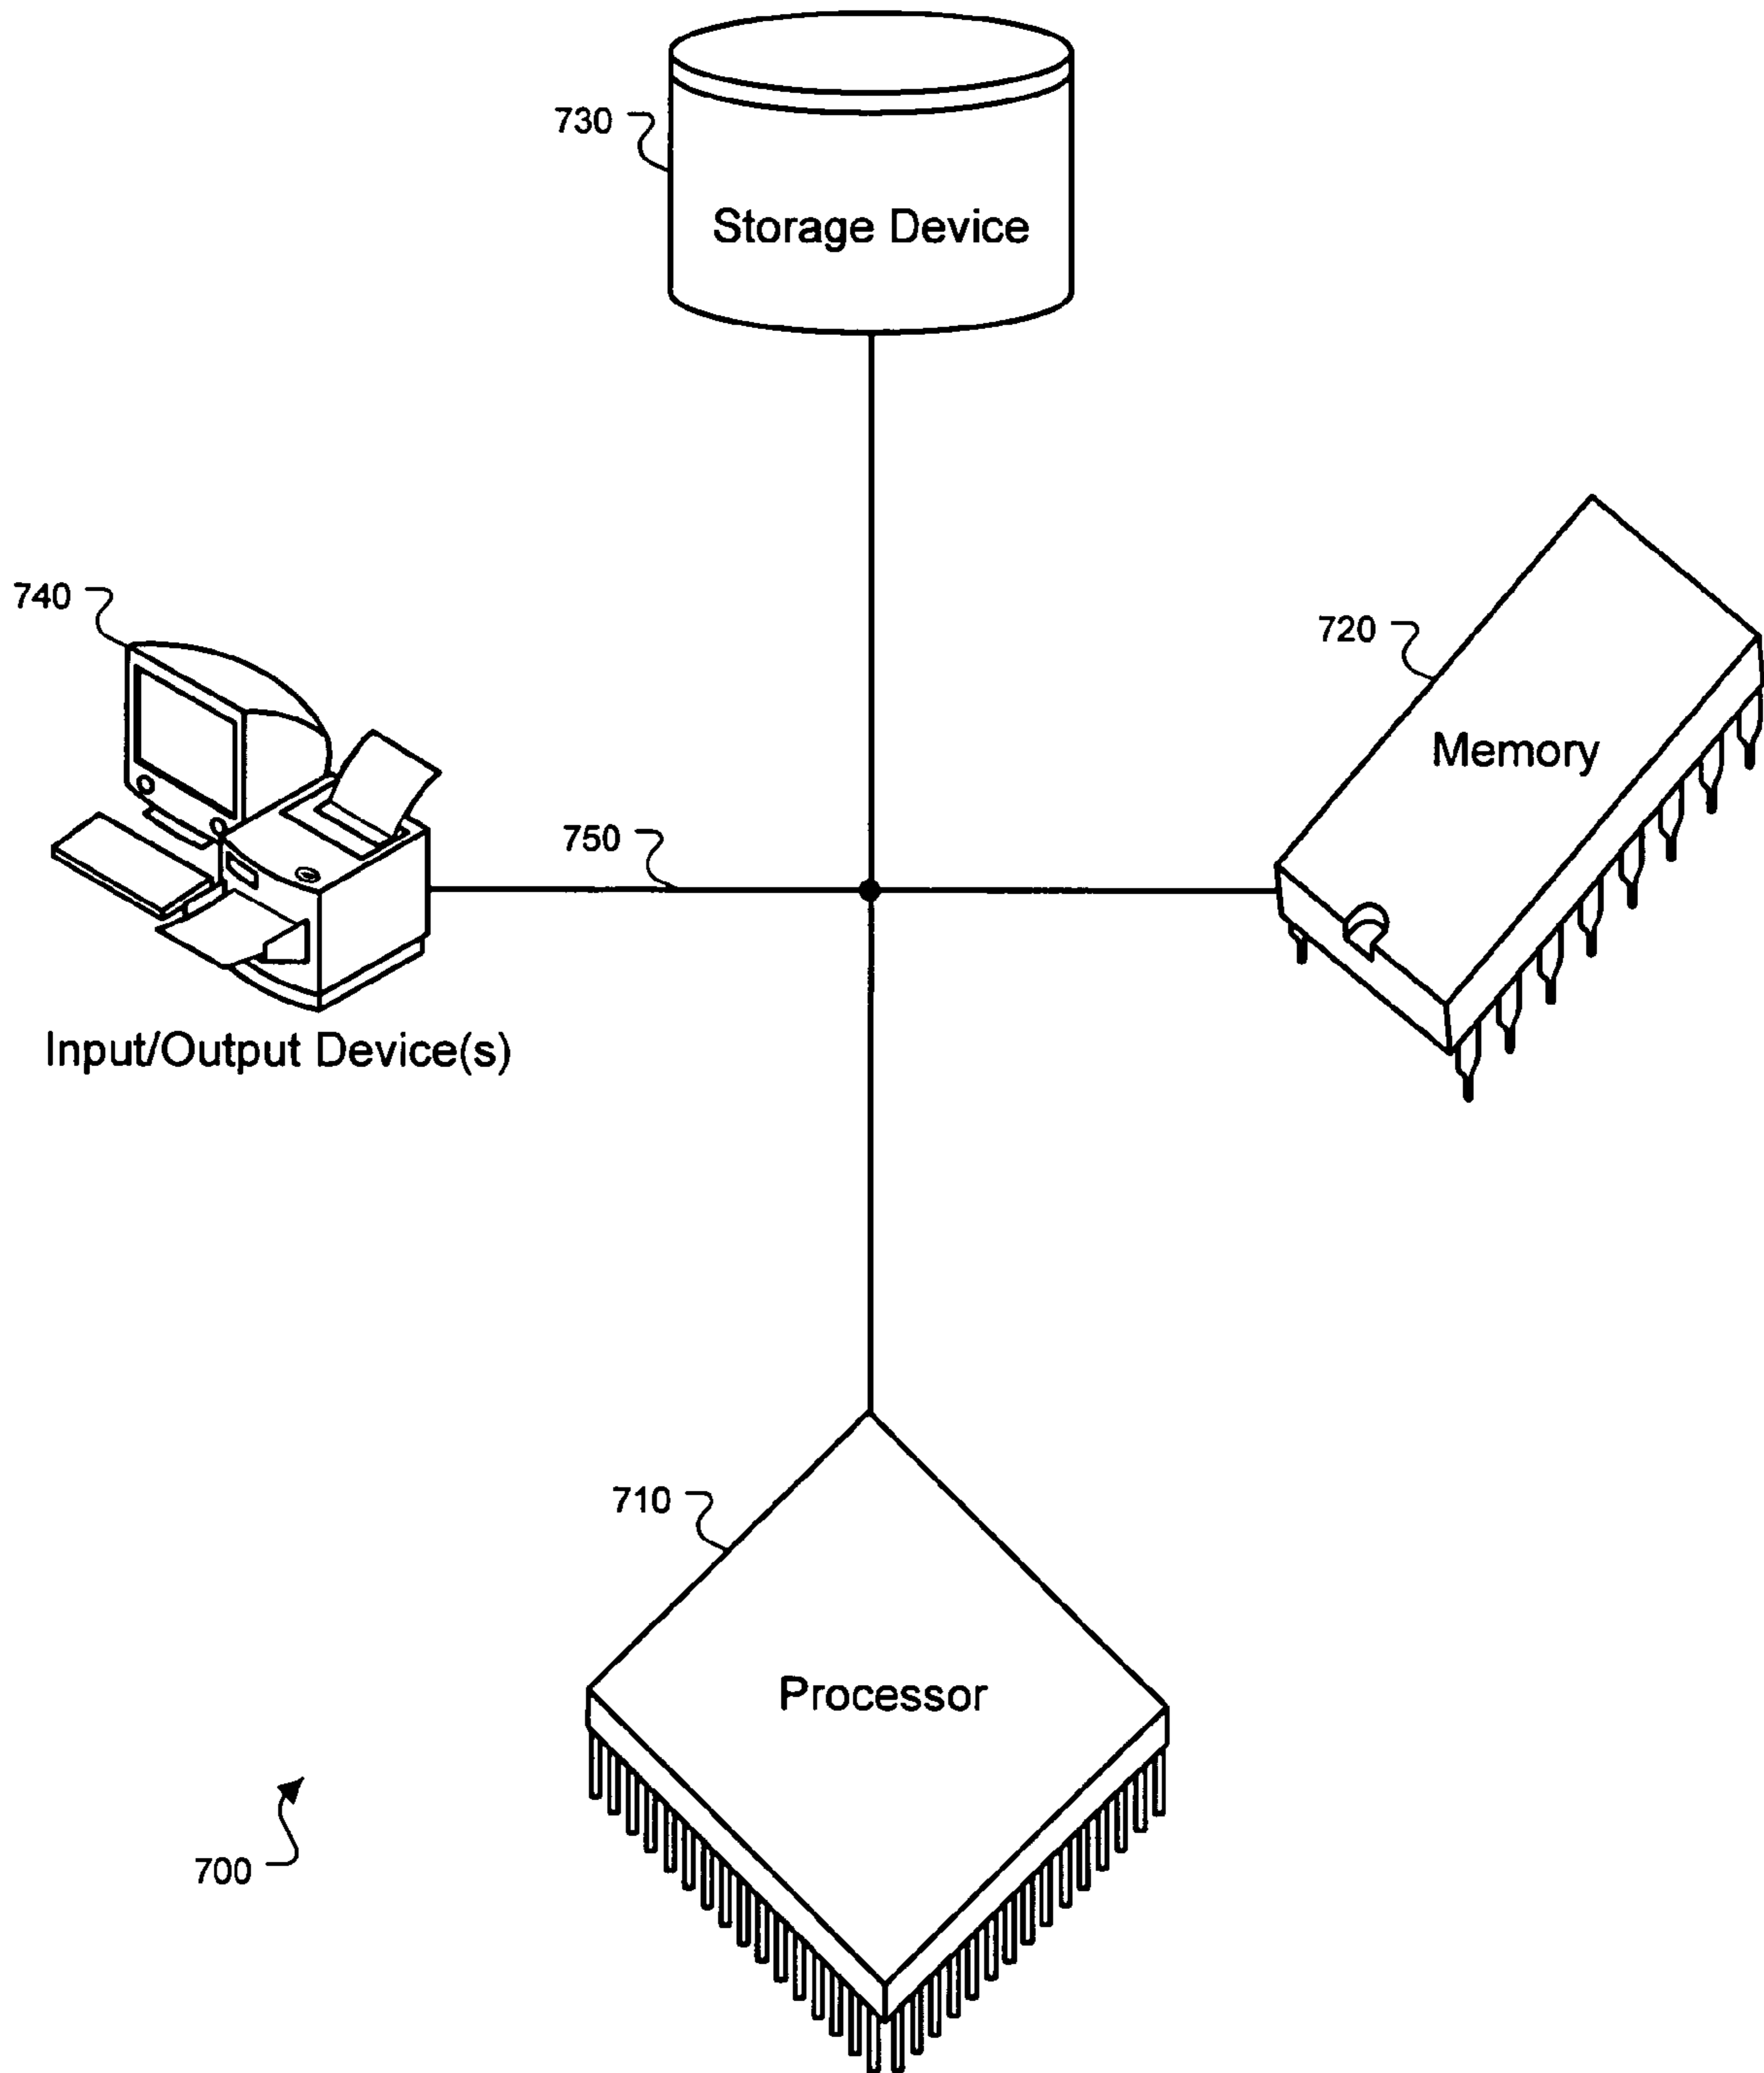 730
Storage Device
740
720
Memory
750
Input/Output Device(s)
710
Processor
700